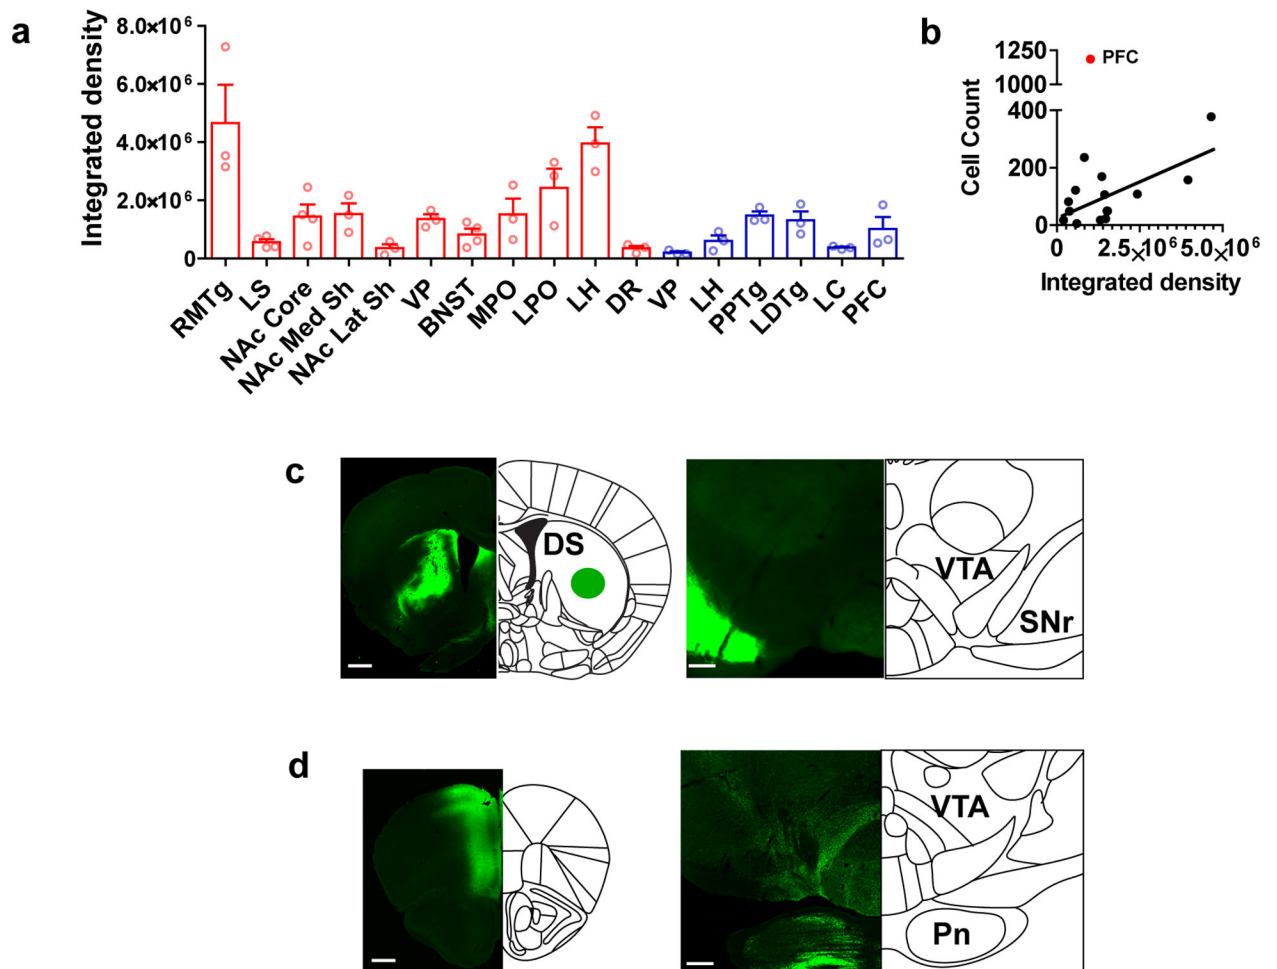 a
Integrated density
8.0×10⁶
6.0×10⁶
4.0×10⁶
2.0×10⁶
0
RMTg
LS
NAc Core
NAc Med Sh
NAc Lat Sh
VP
BNST
MPO
LPO
LH
DR
VP
LH
PPTg
LDTg
LC
PFC
b
Cell Count
1250
1000
400
200
0
PFC
0
2.5×10⁶
5.0×10⁶
Integrated density
c
DS
VTA
SNr
d
VTA
Pn